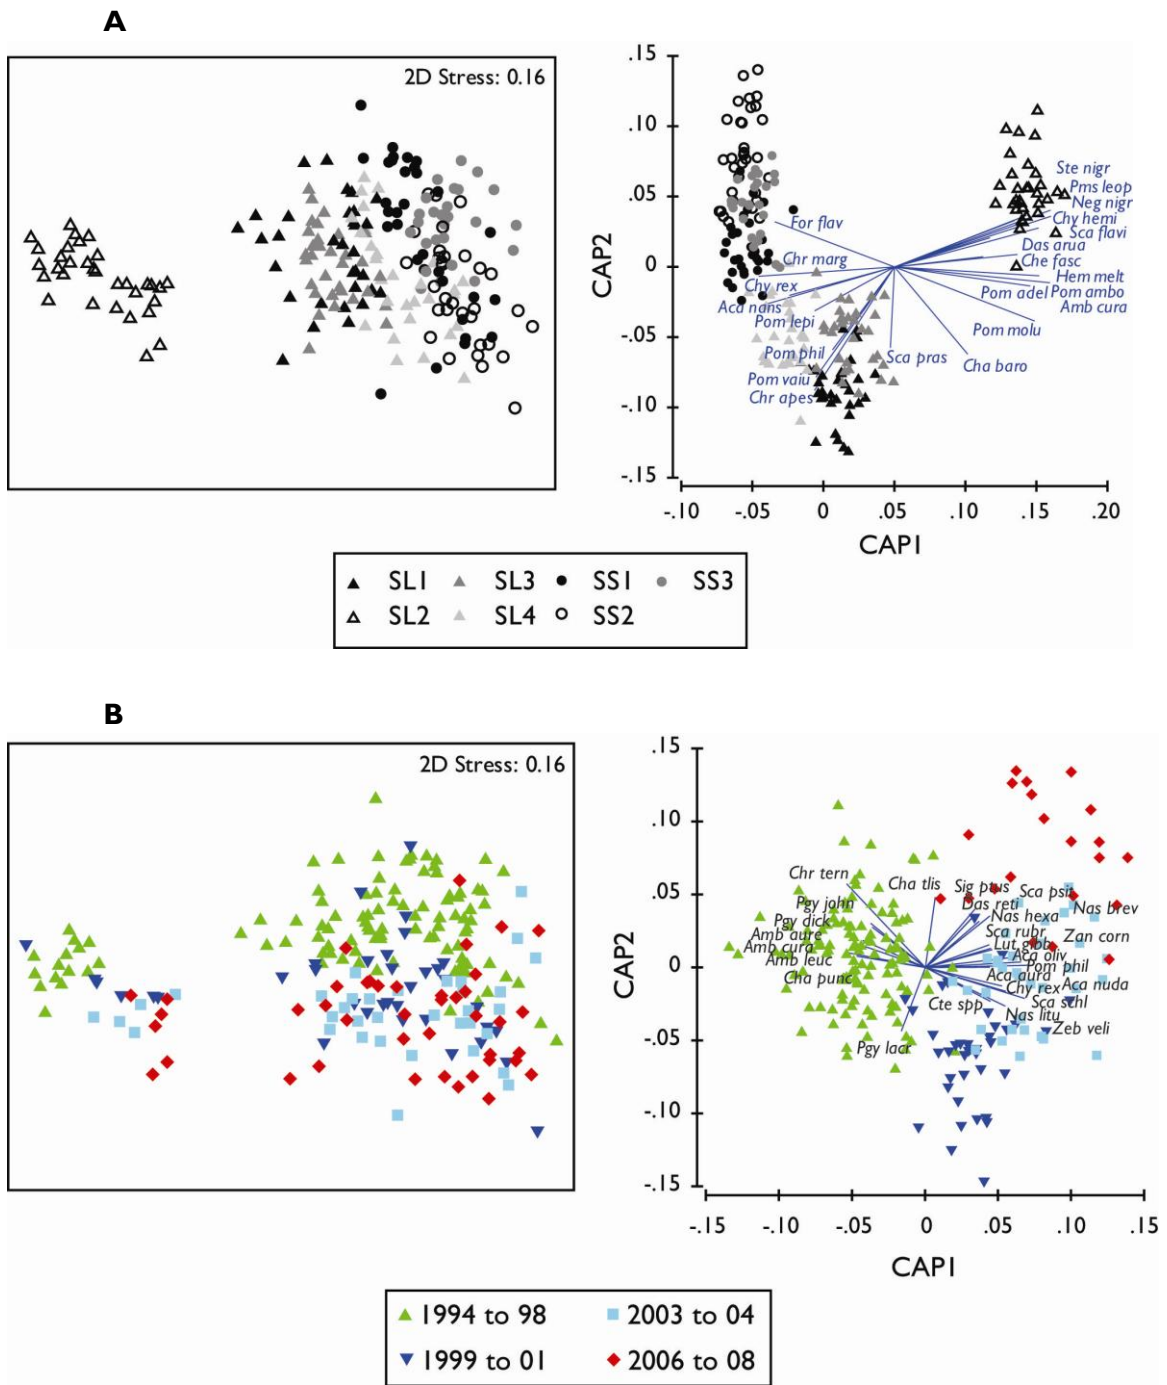 A
2D Stress: 0.16
.15
.10
.05
0
-.05
-.10
-.15
CAP2
-.10
-.05
0
.05
.10
.15
.20
CAP1
Ste nigr
Pms leop
Neg nigr
Chy hemi
Sca flavi
Das arua
Che fasc
Hem melt
Pom adel
Pom ambo
Amb cura
Pom molu
Cha baro
Sca pras
For flav
Chr marg
Chy rex
Aca nans
Pom lepi
Pom phil
Pom vaiu
Chr apes
SL1 SL3 SS1 SS3
SL2 SL4 SS2
B
2D Stress: 0.16
.15
.10
.05
0
-.05
-.10
-.15
CAP2
-.15
-.10
-.05
0
.05
.10
.15
CAP1
Chr tern
Cha tlis
Sig ptus
Sca psit
Pgy john
Das reti
Nas brev
Nas hexa
Pgy dick
Amb aure
Sca rubr
Zan corn
Amb cura
Lut gibb
Aca oliv
Amb leuc
Pom phil
Cha punc
Aca aura
Aca nuda
Chy rex
Cte spp
Sca schl
Nas litu
Zeb veli
Pgy lack
1994 to 98 2003 to 04
1999 to 01 2006 to 08